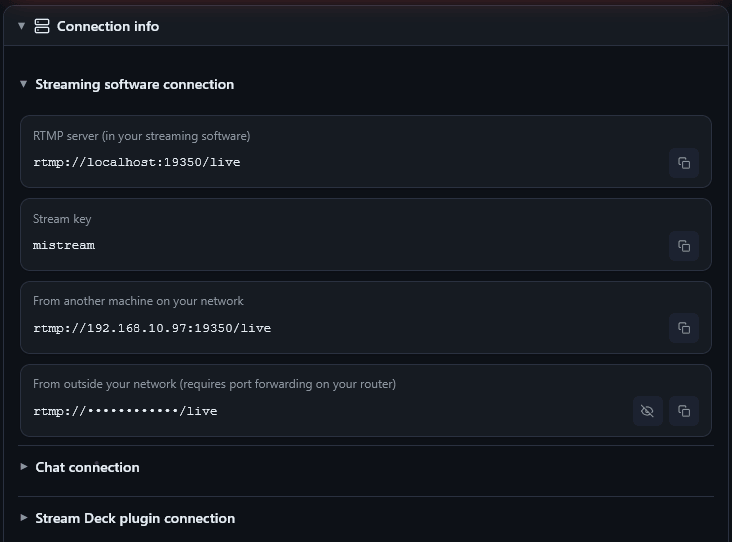 Connection info
Streaming software connection
RTMP server (in your streaming software)
rtmp://localhost:19350/live
Stream key
mistream
From another machine on your network
rtmp://192.168.10.97:19350/live
From outside your network (requires port forwarding on your router)
rtmp://••••••••••••/live
Chat connection
Stream Deck plugin connection